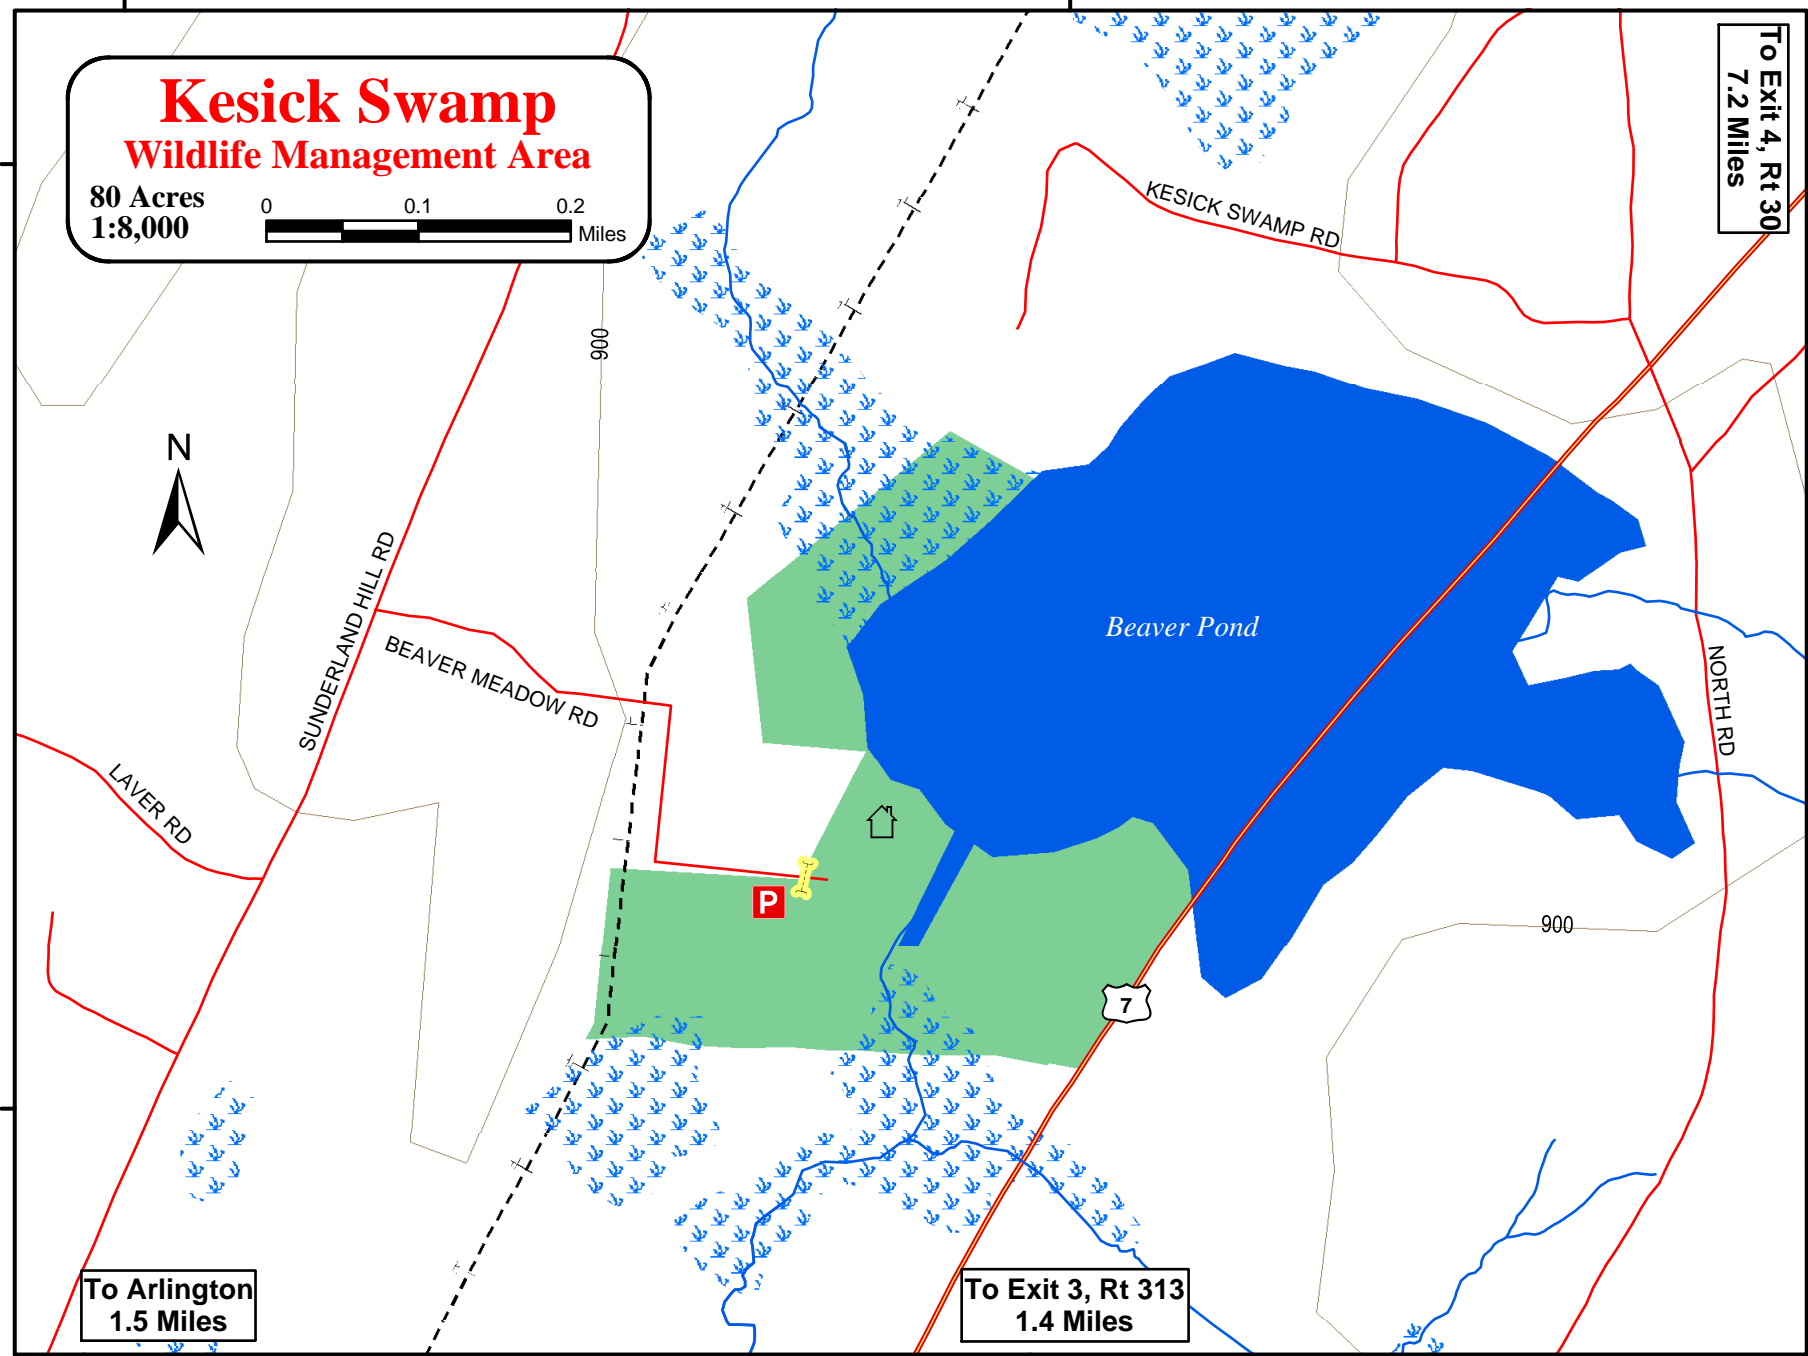 Kesick Swamp
Wildlife Management Area
80 Acres
1:8,000
0 0.1 0.2
Miles
To Exit 4, Rt 30
7.2 Miles
KESICK SWAMP RD
900
N
SUNDERLAND HILL RD
BEAVER MEADOW RD
Beaver Pond
NORTH RD
LAVER RD
P
900
7
To Arlington
1.5 Miles
To Exit 3, Rt 313
1.4 Miles